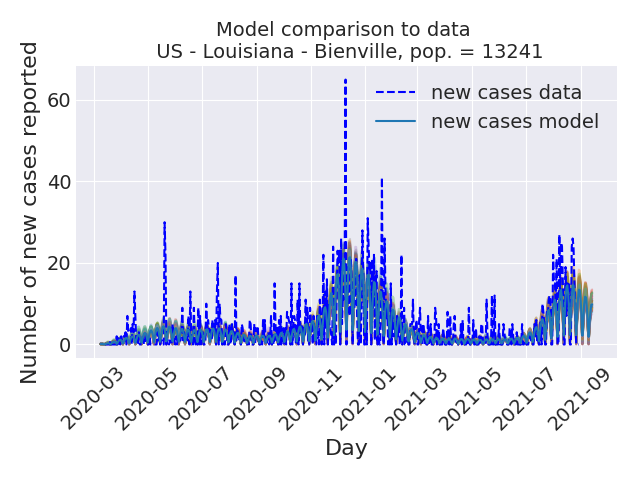 Model comparison to data
US - Louisiana - Bienville, pop. = 13241
new cases data
new cases model
Number of new cases reported
60
40
20
0
2020-03
2020-05
2020-07
2020-09
2020-11
2021-01
2021-03
2021-05
2021-07
2021-09
Day